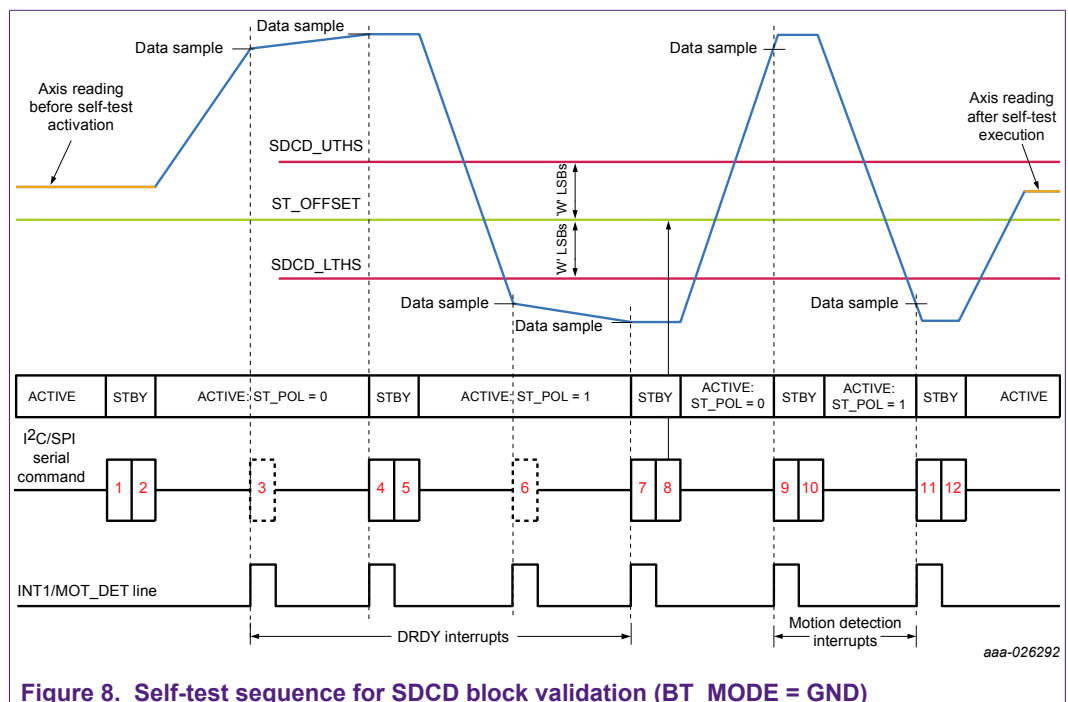 Data sample
Data sample
Data sample
Axis reading
before self-test
activation
Axis reading
after self-test
execution
SDCD_UTHS
'W' LSBs
ST_OFFSET
'W' LSBs
SDCD_LTHS
Data sample
Data sample
Data sample
ACTIVE
STBY
ACTIVE: ST_POL = 0
STBY
ACTIVE: ST_POL = 1
STBY
ACTIVE:
ST_POL = 0
STBY
ACTIVE:
ST_POL = 1
STBY
ACTIVE
I2C/SPI
serial
command
1 2 3 4 5 6 7 8 9 10 11 12
INT1/MOT_DET line
DRDY interrupts
Motion detection
interrupts
aaa-026292
Figure 8. Self-test sequence for SDCD block validation (BT_MODE = GND)